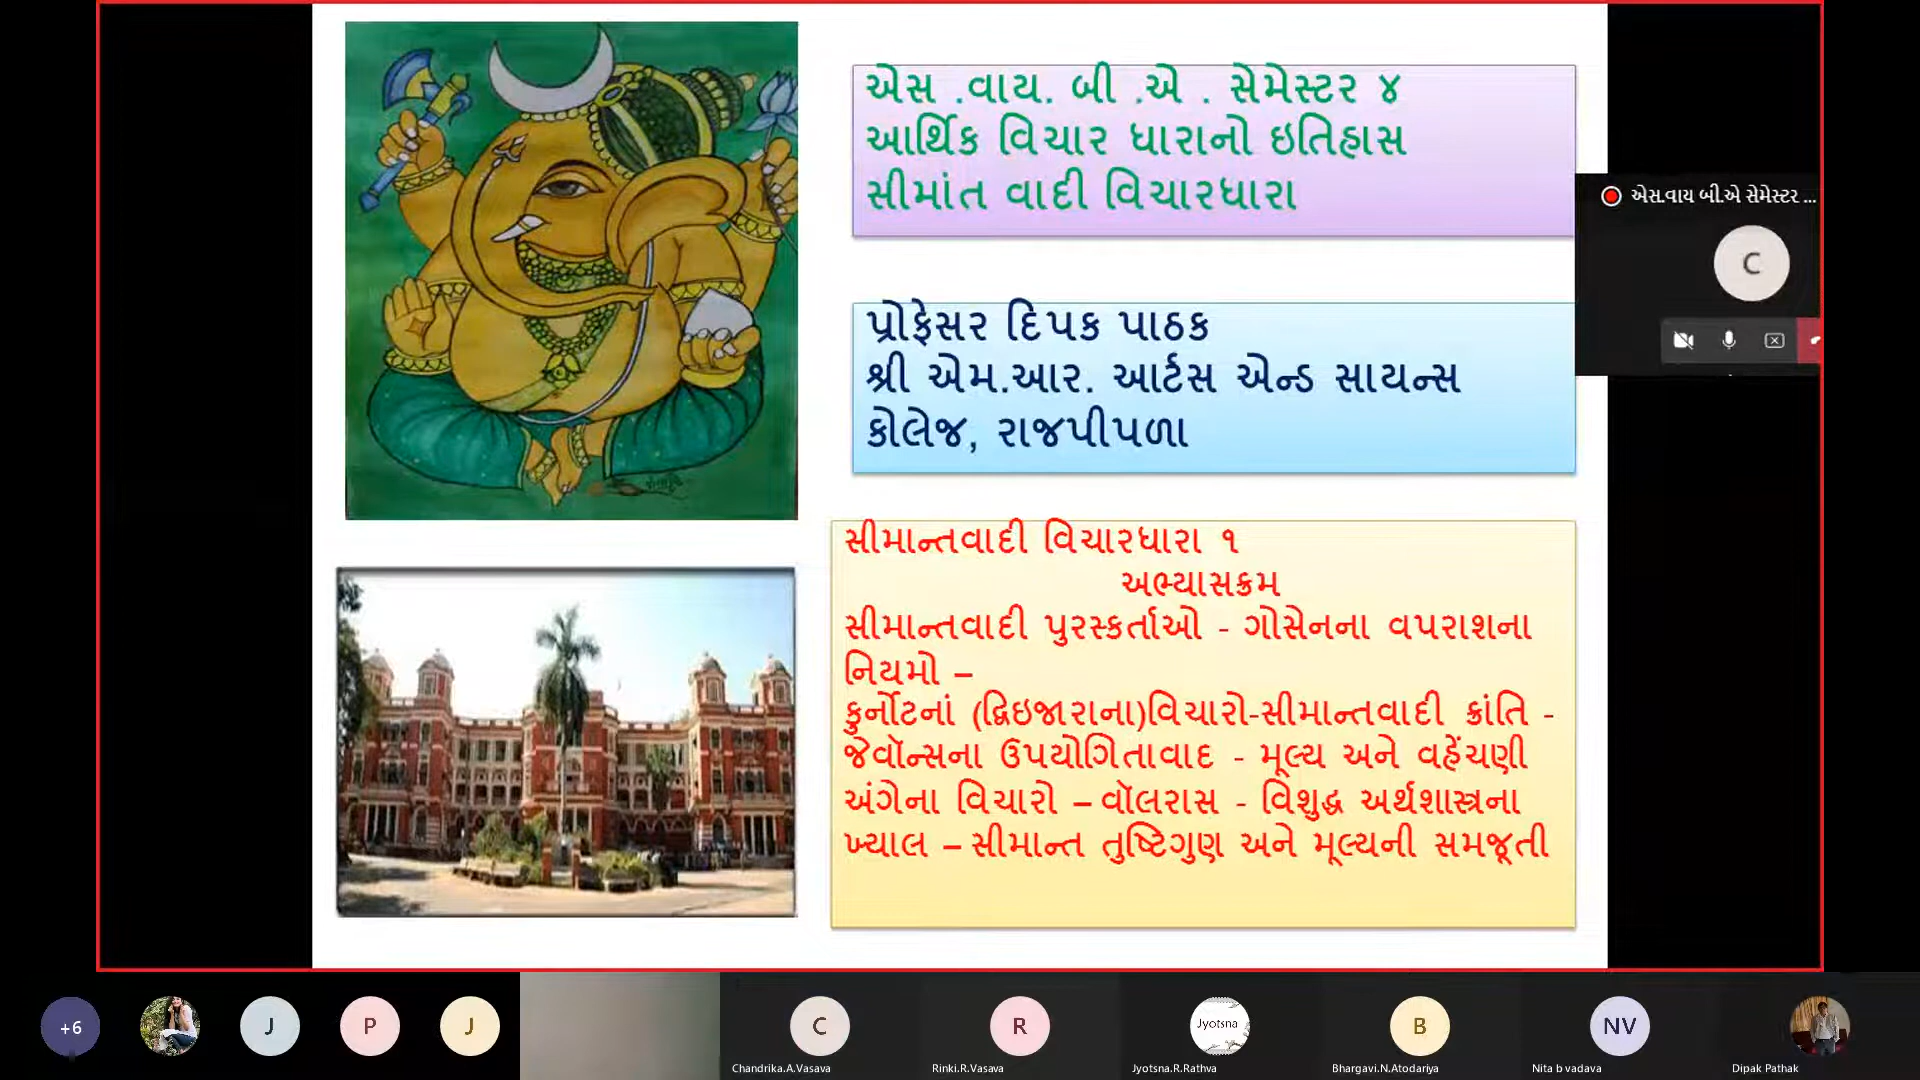 એસ .વાય. બી .એ . સેમેસ્ટર ૪
આર્થિક વિચાર ધારાનો ઇતિહાસ
સીમાંત વાદી વિચારધારા
પ્રોફેસર દિપક પાઠક
શ્રી એમ.આર. આર્ટસ એન્ડ સાયન્સ
કોલેજ, રાજપીપળા
સીમાન્તવાદી વિચારધારા ૧
અભ્યાસક્રમ
સીમાન્તવાદી પુરસ્કર્તાઓ - ગોસેનના વપરાશના
નિયમો –
કુર્નોટનાં (દ્વિઇજારાના)વિચારો-સીમાન્તવાદી ક્રાંતિ -
જેવૉન્સના ઉપયોગિતાવાદ - મૂલ્ય અને વહેંચણી
અંગેના વિચારો – વૉલરાસ - વિશુદ્ધ અર્થશાસ્ત્રના
ખ્યાલ – સીમાન્ત તુષ્ટિગુણ અને મૂલ્યની સમજૂતી
એસ.વાય બી.એ સેમેસ્ટર ...
C
+6
J
P
J
C
R
Jyotsna
B
NV
Chandrika.A.Vasava
Rinki.R.Vasava
Jyotsna.R.Rathva
Bhargavi.N.Atodariya
Nita b vadava
Dipak Pathak